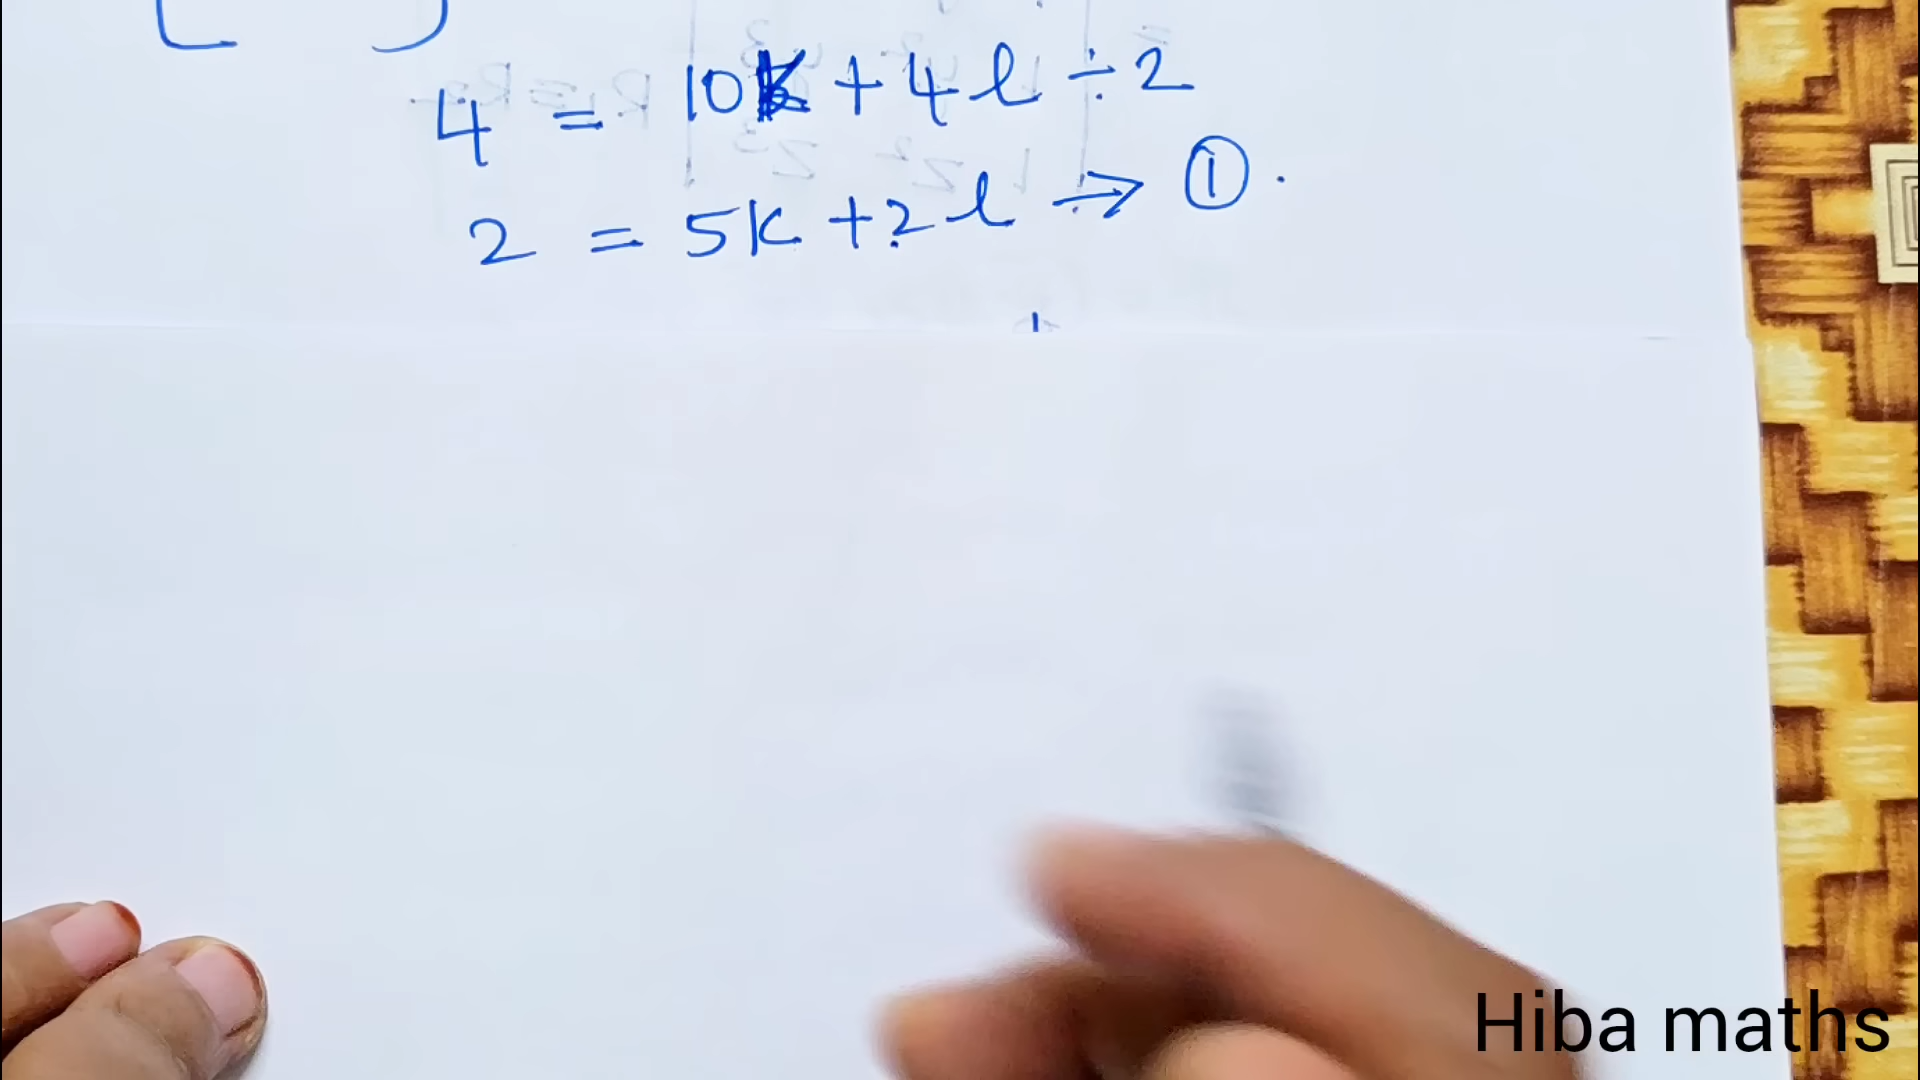 4 = 10K + 4l ÷ 2
2 = 5K + 2l → ①.
Hiba maths